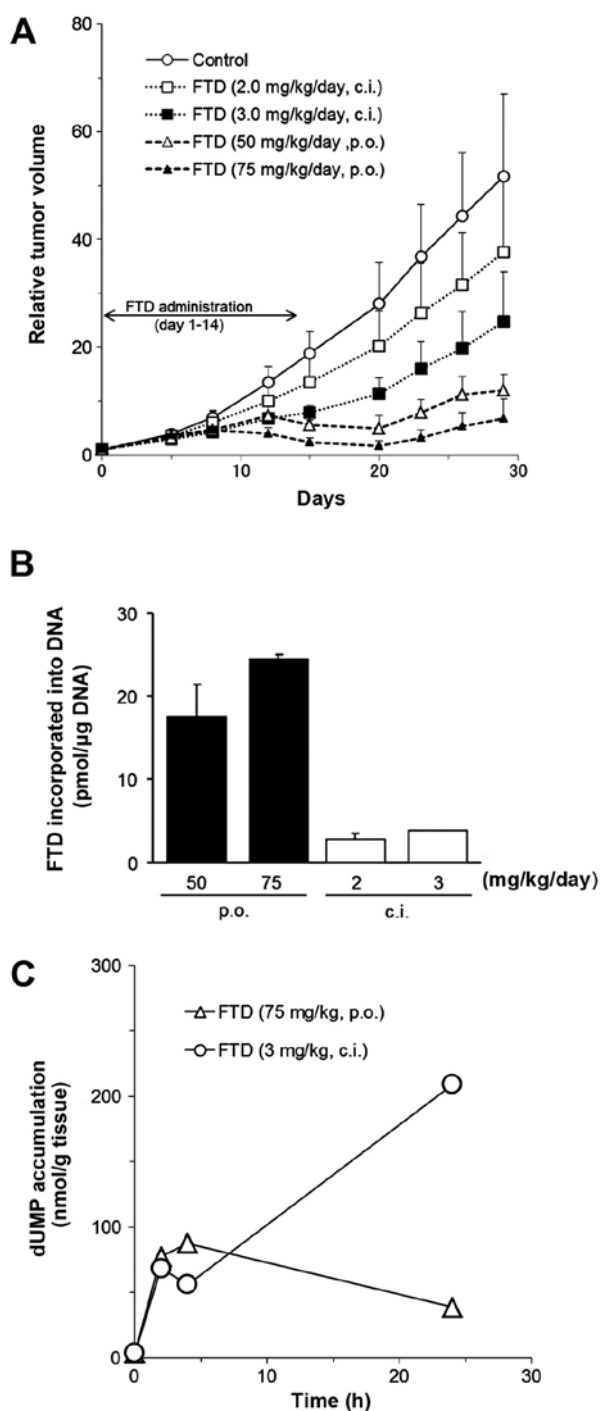 A
Relative tumor volume
80
60
40
20
0
Control
FTD (2.0 mg/kg/day, c.i.)
FTD (3.0 mg/kg/day, c.i.)
FTD (50 mg/kg/day ,p.o.)
FTD (75 mg/kg/day, p.o.)
FTD administration
(day 1-14)
0 10 20 30
Days
B
FTD incorporated into DNA
(pmol/μg DNA)
30
20
10
0
50 75 2 3 (mg/kg/day)
p.o. c.i.
C
dUMP accumulation
(nmol/g tissue)
300
200
100
0
FTD (75 mg/kg, p.o.)
FTD (3 mg/kg, c.i.)
0 10 20 30
Time (h)